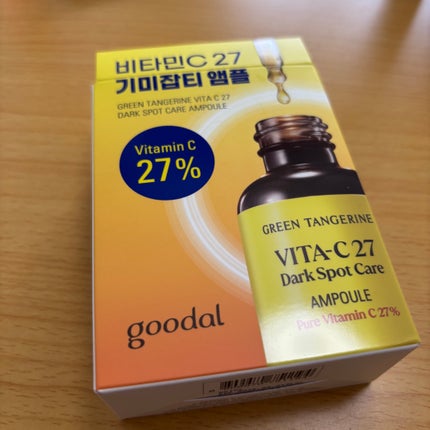 비타민C 27
기미잡티 앰플
GREEN TANGERINE VITA C 27
DARK SPOT CARE AMPOULE
Vitamin C
27%
GREEN TANGERINE
VITA-C 27
Dark Spot Care
AMPOULE
Pure Vitamin C 27%
goodal